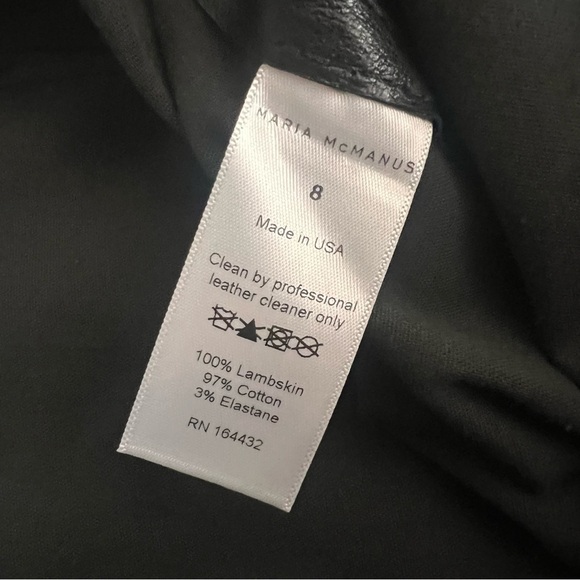 MARIA McMANUS
8
Made in USA
Clean by professional
leather cleaner only
100% Lambskin
97% Cotton
3% Elastane
RN 164432